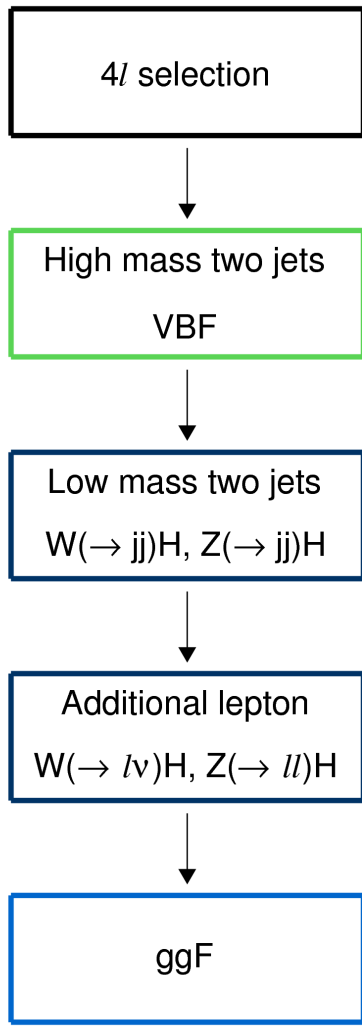 4l selection
High mass two jets
VBF
Low mass two jets
W(→ jj)H, Z(→ jj)H
Additional lepton
W(→ lν)H, Z(→ ll)H
ggF